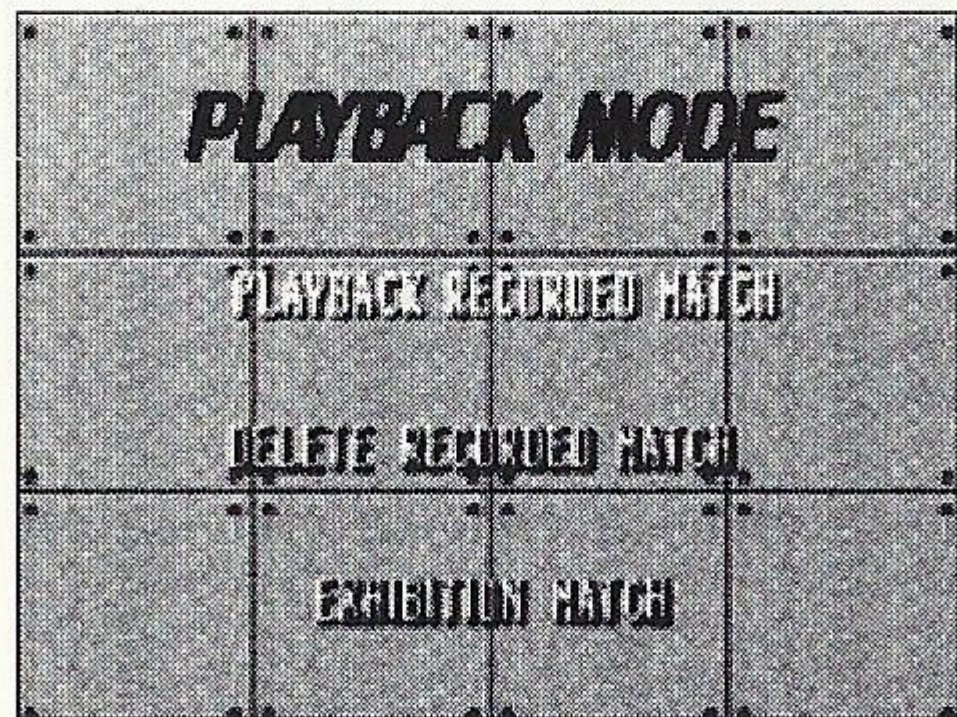 PLAYBACK MODE
PLAYBACK RECORDED MATCH
DELETE RECORDED MATCH
EXHIBITION MATCH